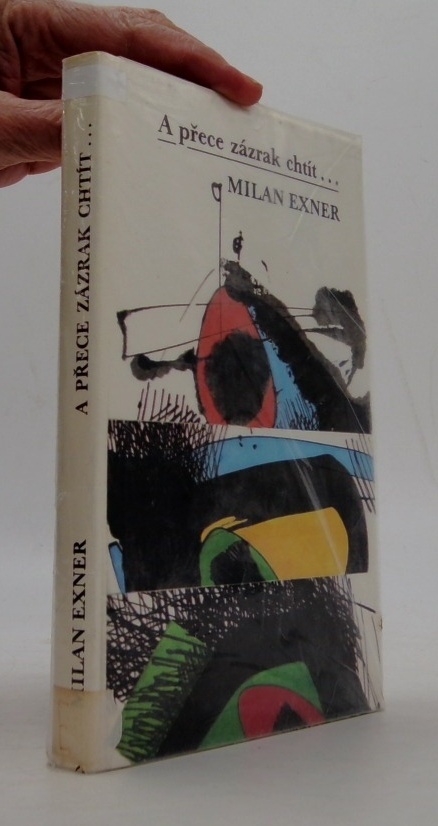 A přece zázrak chtít...
MILAN EXNER
A PŘECE ZÁZRAK CHTÍT...
MILAN EXNER